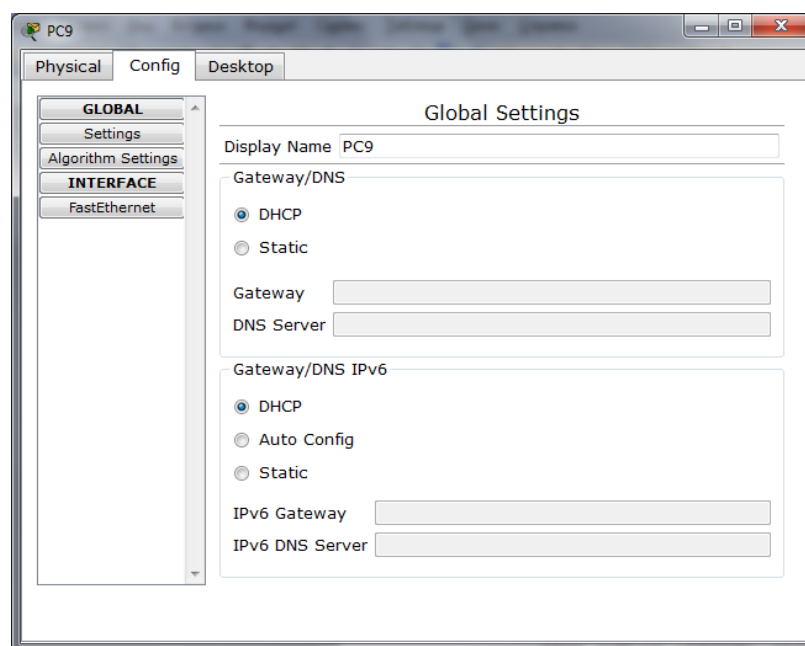 PC9
Physical Config Desktop
GLOBAL
Settings
Algorithm Settings
INTERFACE
FastEthernet
Global Settings
Display Name PC9
Gateway/DNS
DHCP
Static
Gateway
DNS Server
Gateway/DNS IPv6
DHCP
Auto Config
Static
IPv6 Gateway
IPv6 DNS Server